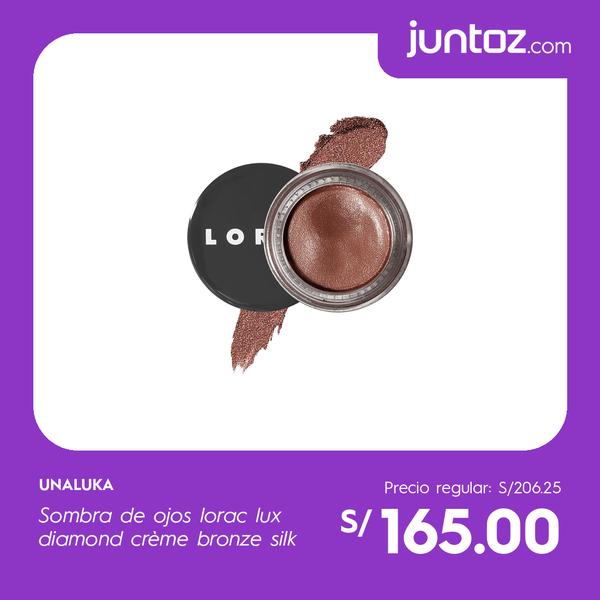 juntoz.com
LOR
UNALUKA
Sombra de ojos lorac lux
diamond crème bronze silk
Precio regular: S/206.25
S/165.00